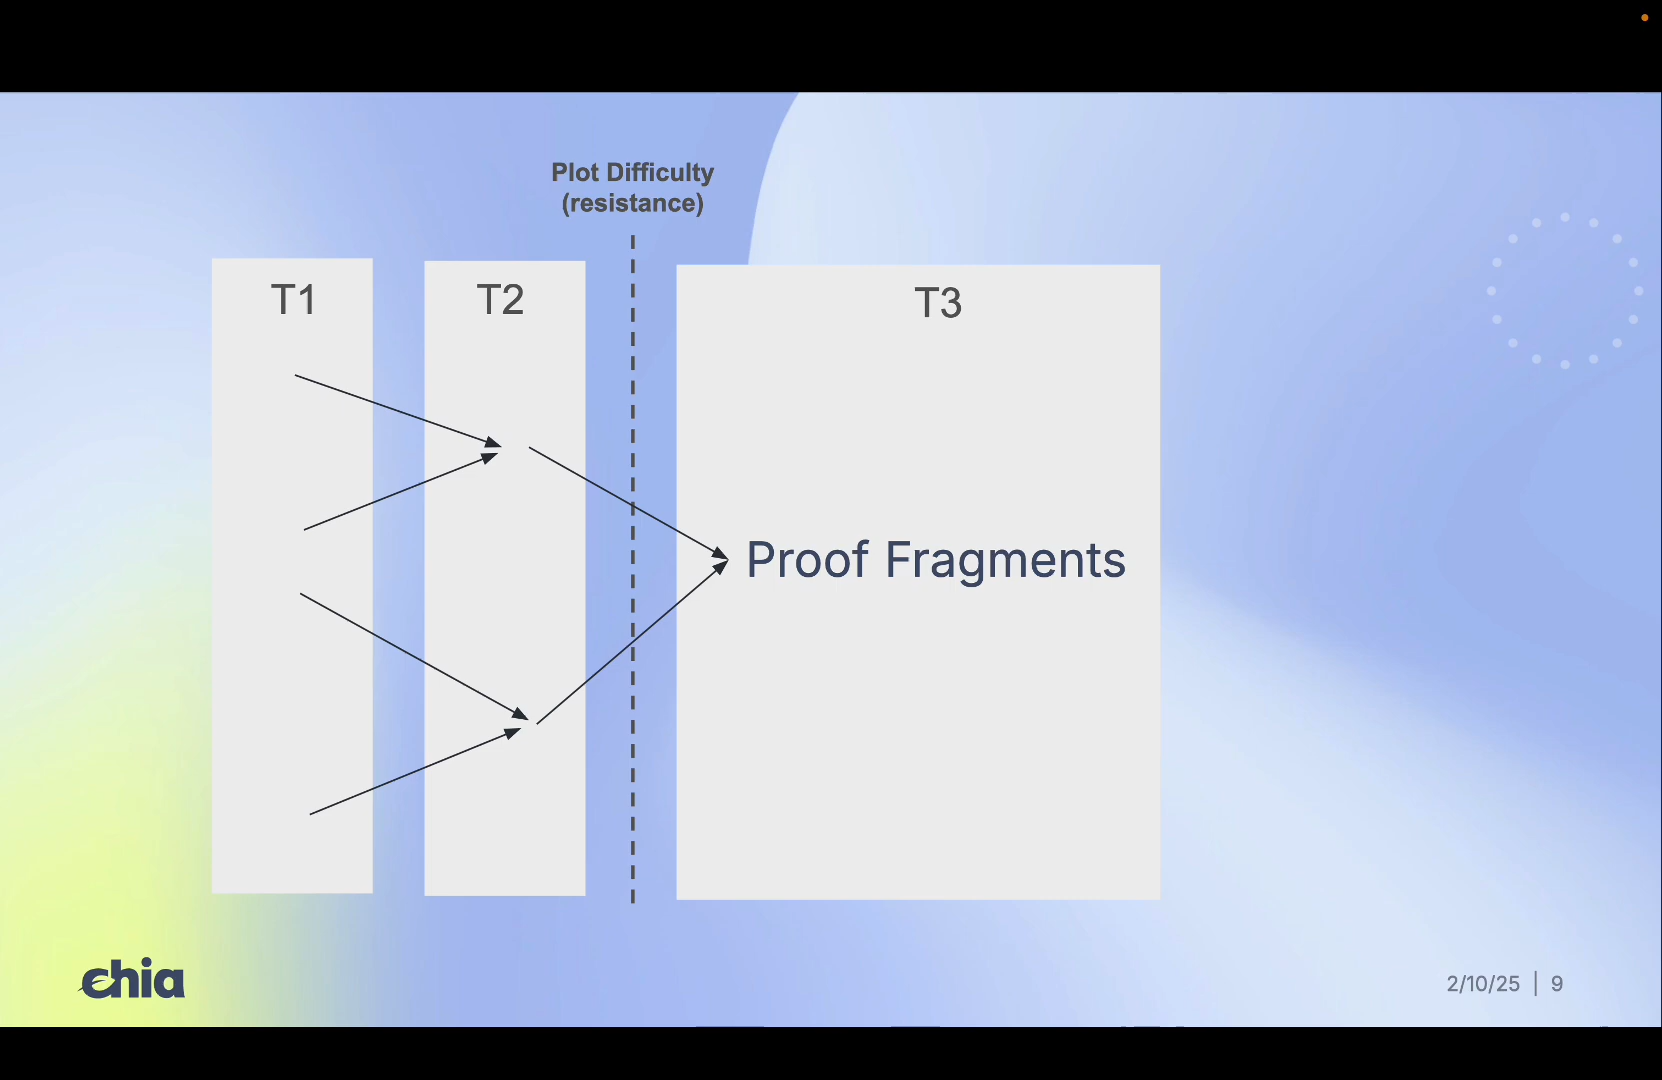 Plot Difficulty
(resistance)
T1
T2
T3
Proof Fragments
chia
2/10/25 | 9